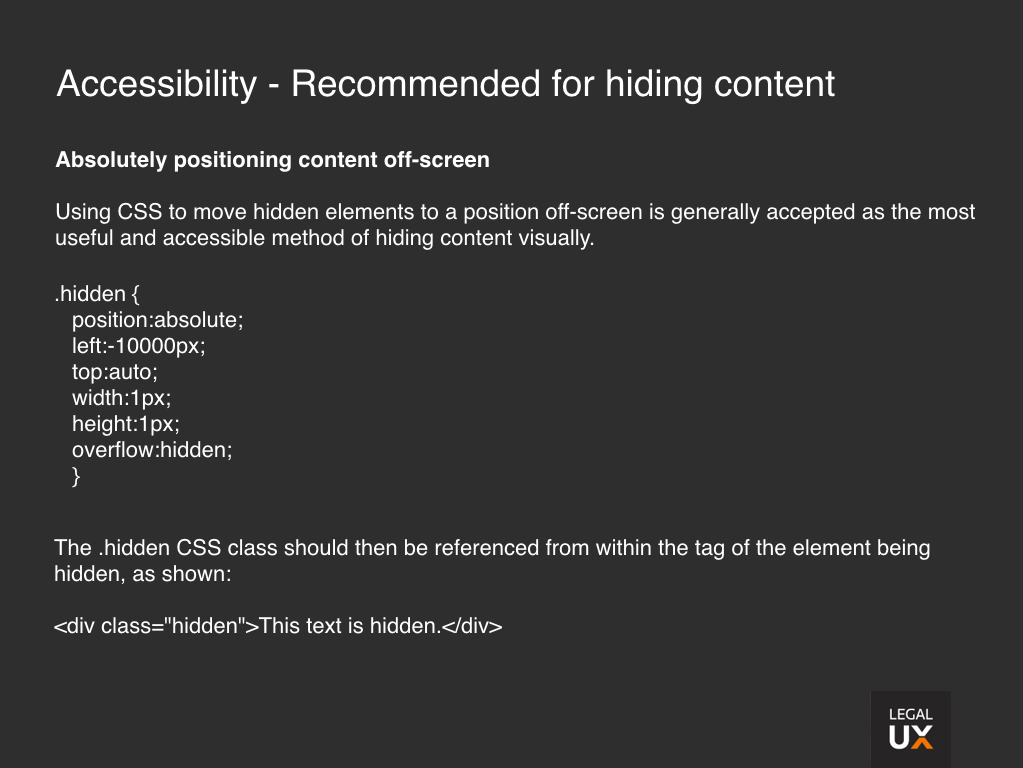 Accessibility - Recommended for hiding content
Absolutely positioning content off-screen
Using CSS to move hidden elements to a position off-screen is generally accepted as the most
useful and accessible method of hiding content visually.
.hidden {
position:absolute;
left:-10000px;
top:auto;
width:1px;
height:1px;
overflow:hidden;
}
The .hidden CSS class should then be referenced from within the tag of the element being
hidden, as shown:
<div class="hidden">This text is hidden.</div>
LEGAL
UX